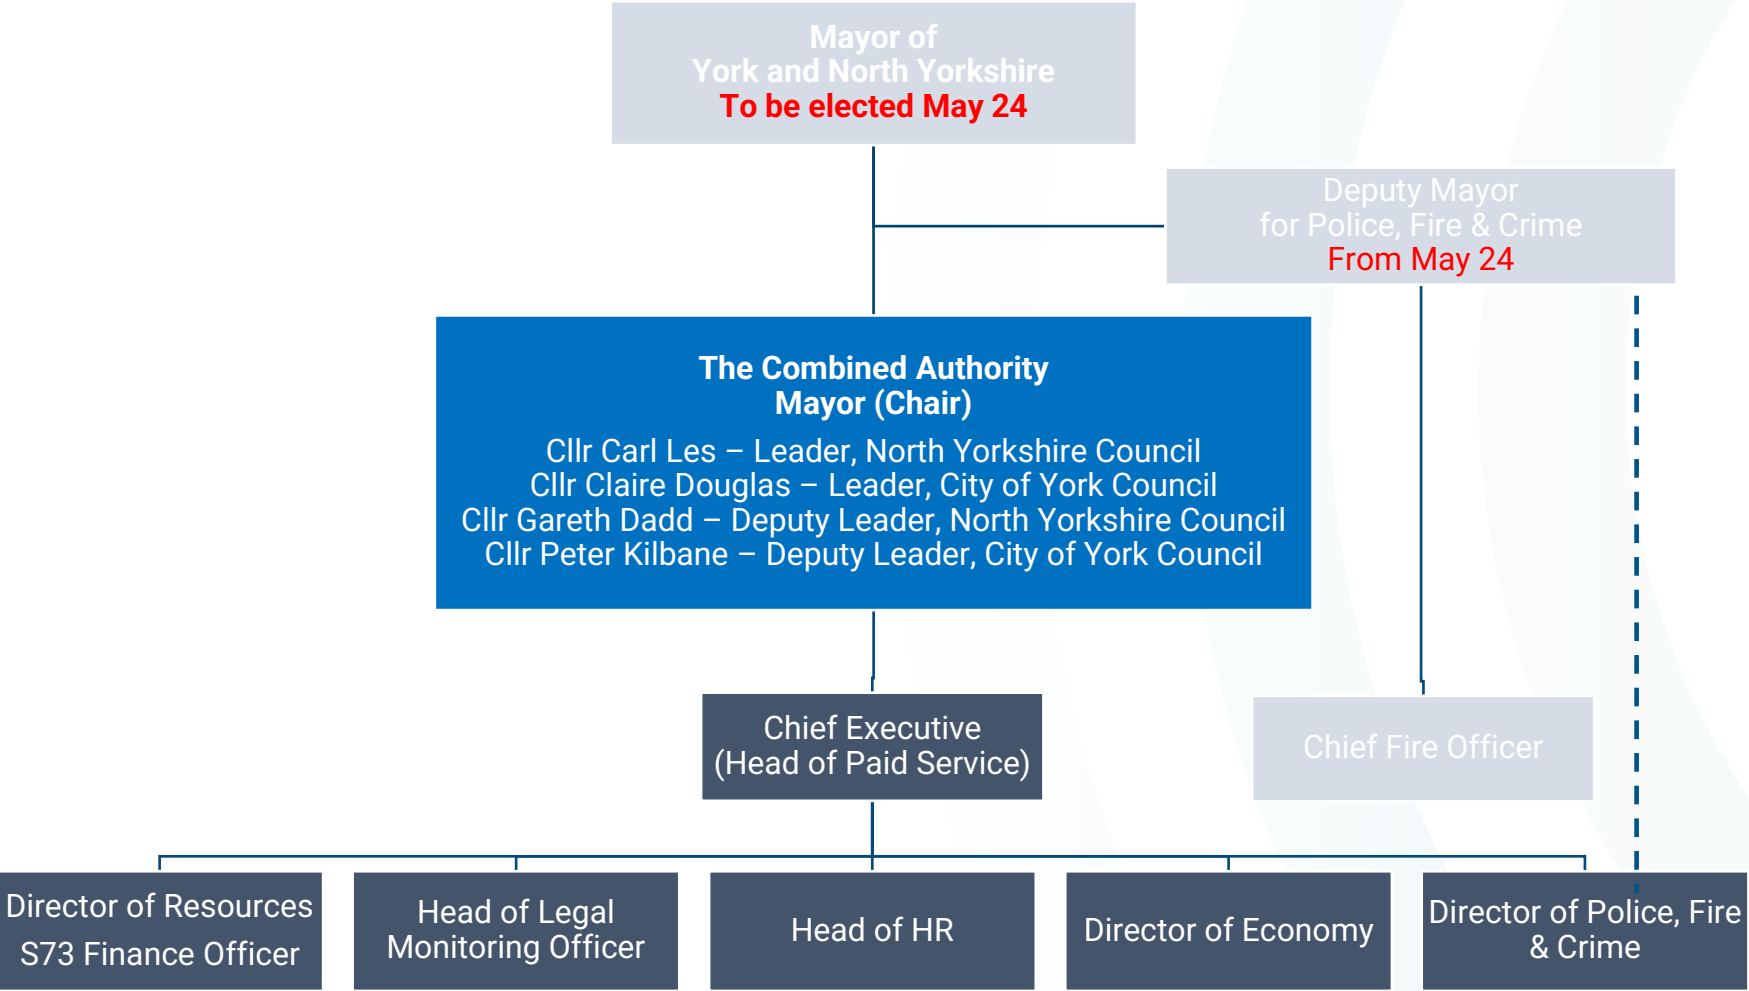 Mayor of
York and North Yorkshire
To be elected May 24
Deputy Mayor
for Police, Fire & Crime
From May 24
The Combined Authority
Mayor (Chair)
Cllr Carl Les – Leader, North Yorkshire Council
Cllr Claire Douglas – Leader, City of York Council
Cllr Gareth Dadd – Deputy Leader, North Yorkshire Council
Cllr Peter Kilbane – Deputy Leader, City of York Council
Chief Executive
(Head of Paid Service)
Chief Fire Officer
Director of Resources
S73 Finance Officer
Head of Legal
Monitoring Officer
Head of HR
Director of Economy
Director of Police, Fire
& Crime